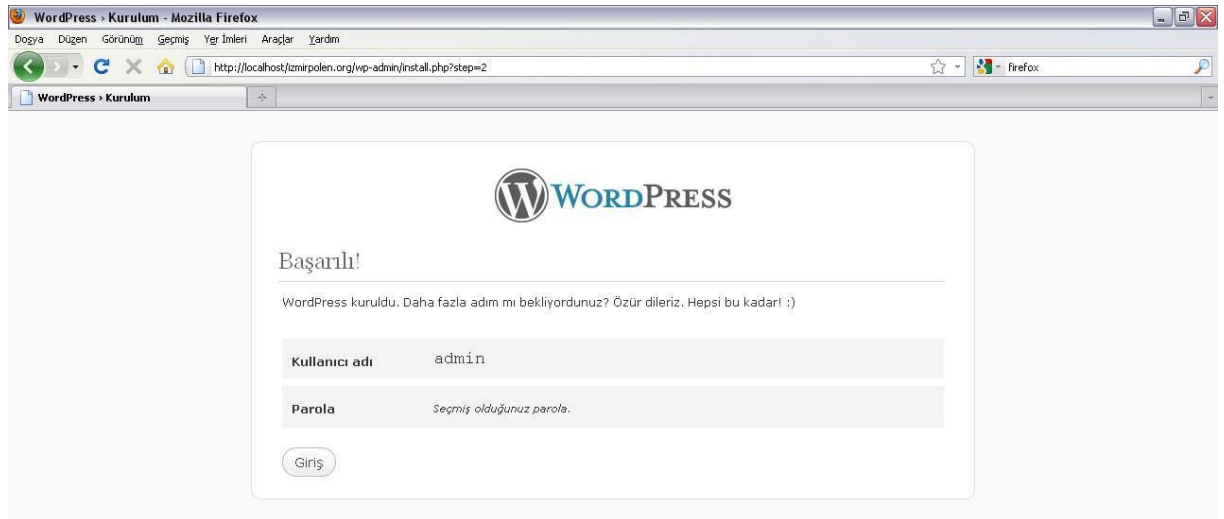 WordPress › Kurulum - Mozilla Firefox
Dosya Düzen Görünüm Geçmiş Yer İmleri Araçlar Yardım
http://localhost/izmirpolen.org/wp-admin/install.php?step=2 firefox
WordPress › Kurulum
WORDPRESS
Başarılı!
WordPress kuruldu. Daha fazla adım mı bekliyordunuz? Özür dileriz. Hepsi bu kadar! :)
Kullanıcı adı admin
Parola Seçmiş olduğunuz parola.
Giriş